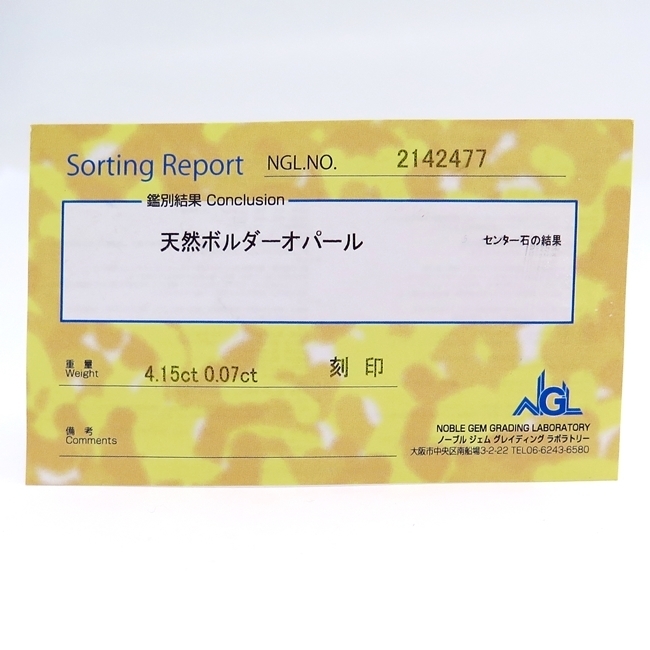 Sorting Report NGL.NO. 2142477
鑑別結果 Conclusion
天然ボルダーオパール センター石の結果
重量
Weight 4.15ct 0.07ct 刻印
備考
Comments
NGL
NOBLE GEM GRADING LABORATORY
ノーブル ジェム グレイディング ラボラトリー
大阪市中央区南船場3-2-22 TEL06-6243-6580